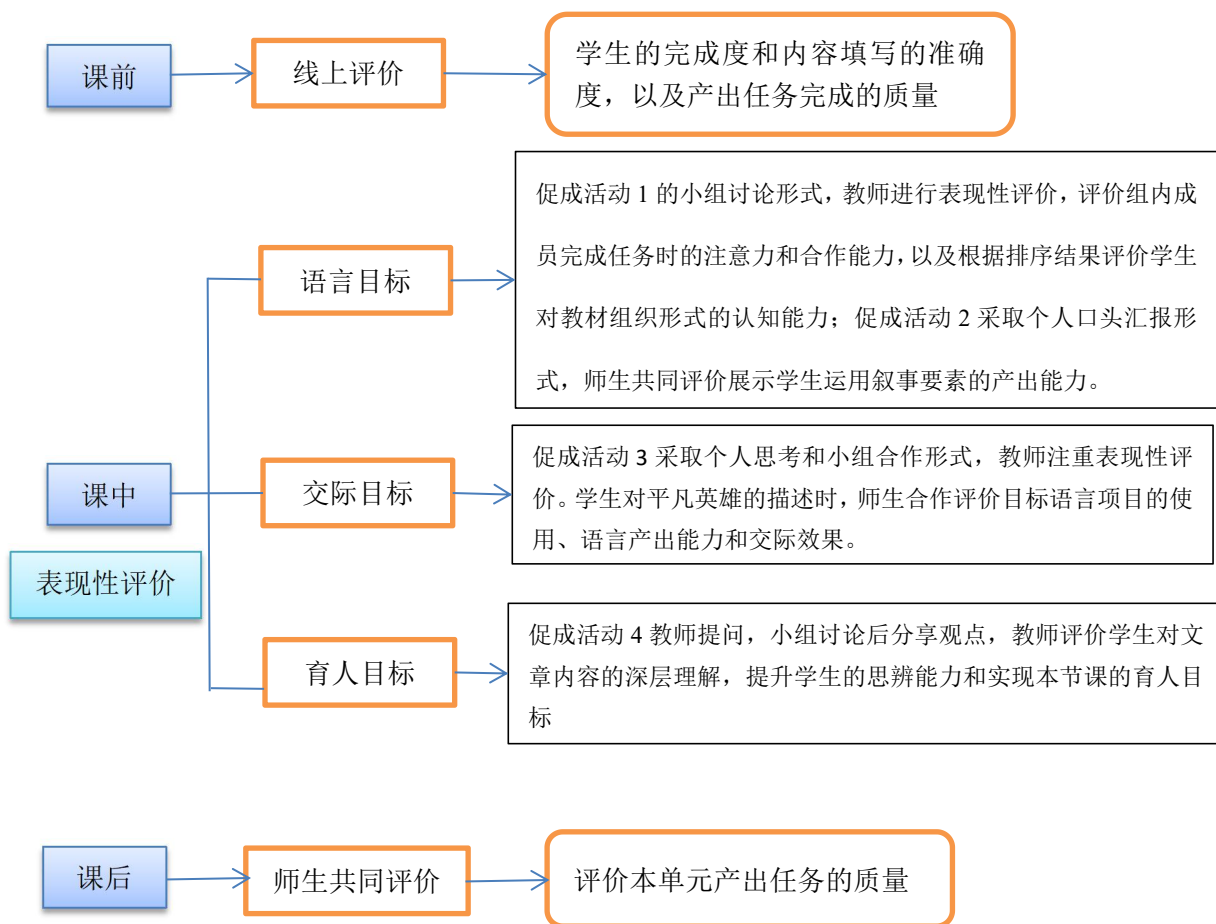 课前
线上评价
学生的完成度和内容填写的准确
度，以及产出任务完成的质量
语言目标
促成活动 1 的小组讨论形式，教师进行表现性评价，评价组内成
员完成任务时的注意力和合作能力，以及根据排序结果评价学生
对教材组织形式的认知能力；促成活动 2 采取个人口头汇报形
式，师生共同评价展示学生运用叙事要素的产出能力。
课中
表现性评价
交际目标
促成活动 3 采取个人思考和小组合作形式，教师注重表现性评
价。学生对平凡英雄的描述时，师生合作评价目标语言项目的使
用、语言产出能力和交际效果。
育人目标
促成活动 4 教师提问，小组讨论后分享观点，教师评价学生对文
章内容的深层理解，提升学生的思辨能力和实现本节课的育人目
标
课后
师生共同评价
评价本单元产出任务的质量